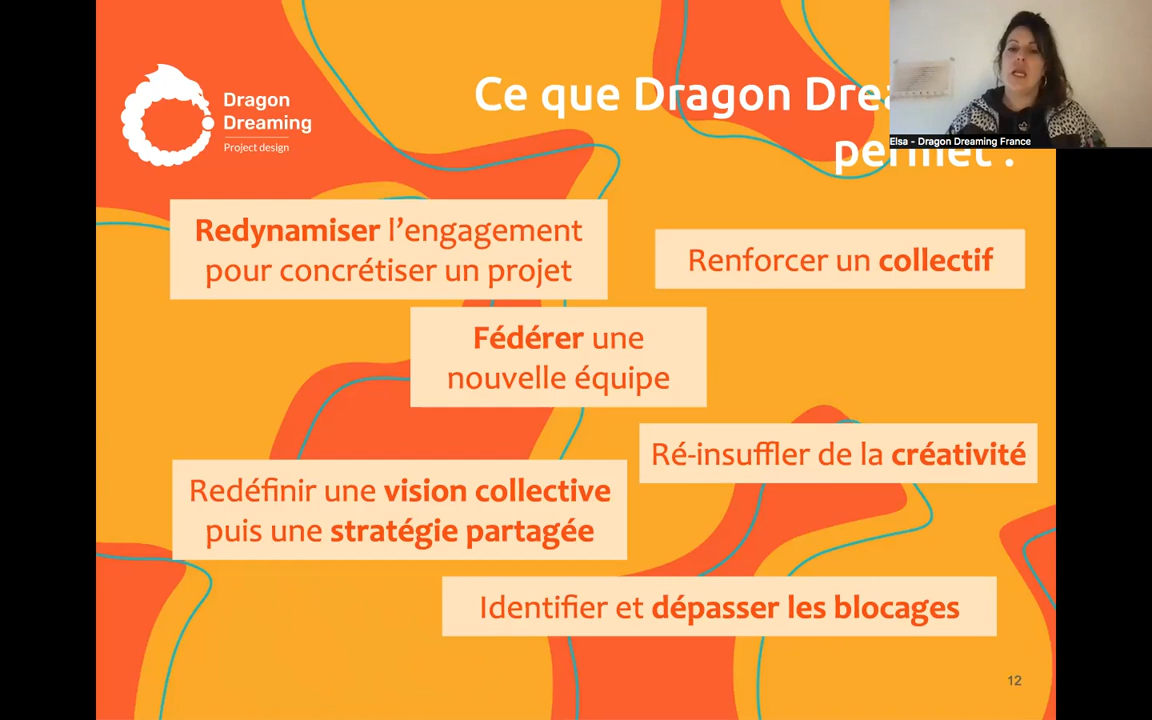 Dragon
Dreaming
Project design
Ce que Dragon
Elsa - Dragon Dreaming France
Redynamiser l’engagement
pour concrétiser un projet
Renforcer un collectif
Fédérer une
nouvelle équipe
Ré-insuffler de la créativité
Redéfinir une vision collective
puis une stratégie partagée
Identifier et dépasser les blocages
12